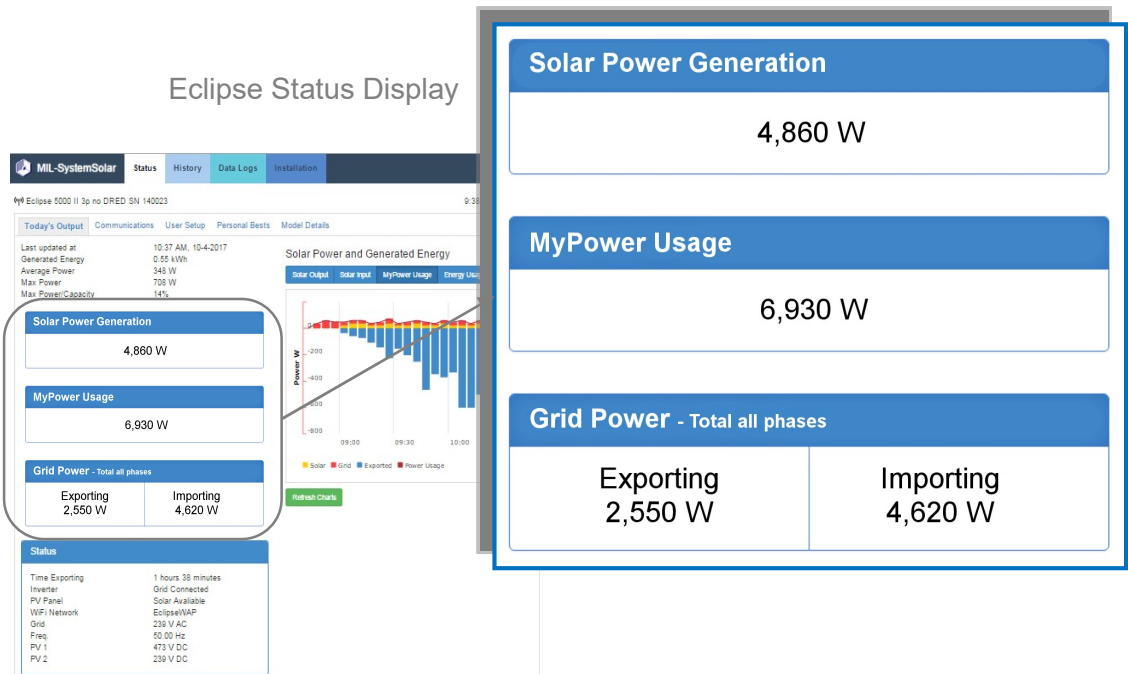 Eclipse Status Display
MIL-SystemSolar Status History Data Logs Installation
Eclipse 5000 II 3p no DRED SN 140023 9:38
Today's Output Communications User Setup Personal Bests Model Details
Last updated at 10:37 AM, 10-4-2017
Generated Energy 0.55 kWh
Average Power 348 W
Max Power 708 W
Max Power/Capacity 14%
Solar Power Generation
4,860 W
MyPower Usage
6,930 W
Grid Power - Total all phases
Exporting Importing
2,550 W 4,620 W
Status
Time Exporting 1 hours 38 minutes
Inverter Grid Connected
PV Panel Solar Avaliable
WiFi Network EclipseWAP
Grid 239 V AC
Freq. 50.00 Hz
PV 1 473 V DC
PV 2 239 V DC
Solar Power and Generated Energy
Solar Output Solar Input MyPower Usage Energy Usa
Power W
0
-200
-400
-600
-800
09:00 09:30 10:00
Solar Grid Exported Power Usage
Refresh Charts
Solar Power Generation
4,860 W
MyPower Usage
6,930 W
Grid Power - Total all phases
Exporting Importing
2,550 W 4,620 W